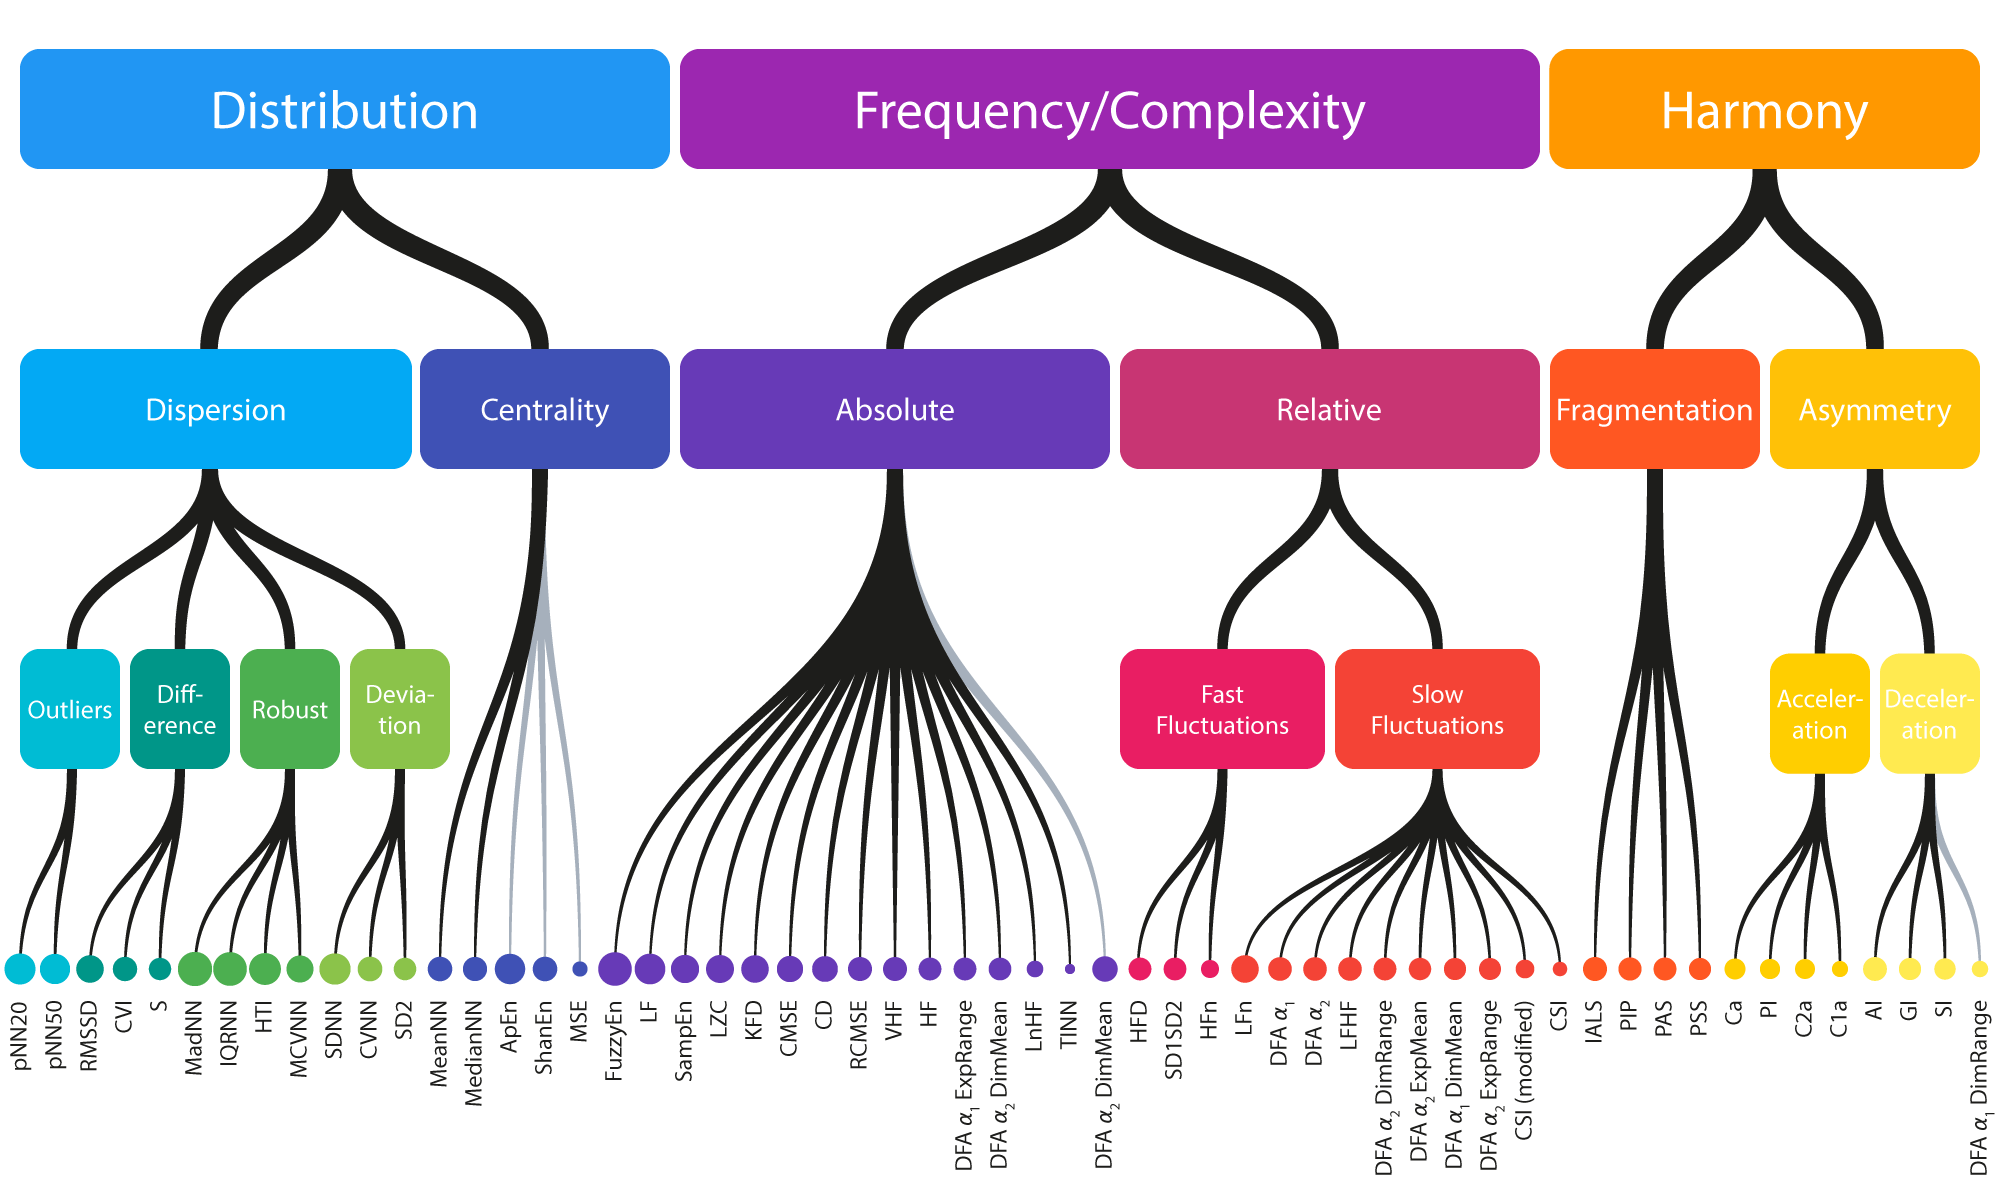 Distribution
Frequency/Complexity
Harmony
Dispersion
Centrality
Absolute
Relative
Fragmentation
Asymmetry
Outliers
Diff-
erence
Robust
Devia-
tion
Fast
Fluctuations
Slow
Fluctuations
Acceler-
ation
Deceler-
ation
pNN20
pNN50
RMSSD
CVI
S
MadNN
IQRNN
HTI
MCVNN
SDNN
CVNN
SD2
MeanNN
MedianNN
ApEn
ShanEn
MSE
FuzzyEn
LF
SampEn
LZC
KFD
CMSE
CD
RCMSE
VHF
HF
DFA α₁ ExpRange
DFA α₂ DimMean
LnHF
TINN
DFA α₂ DimMean
HFD
SD1SD2
HFn
LFn
DFA α₁
DFA α₂
LFHF
DFA α₂ DimRange
DFA α₂ ExpMean
DFA α₁ DimMean
DFA α₂ ExpRange
CSI (modified)
CSI
IALS
PIP
PAS
PSS
Ca
PI
C2a
C1a
AI
GI
SI
DFA α₁ DimRange